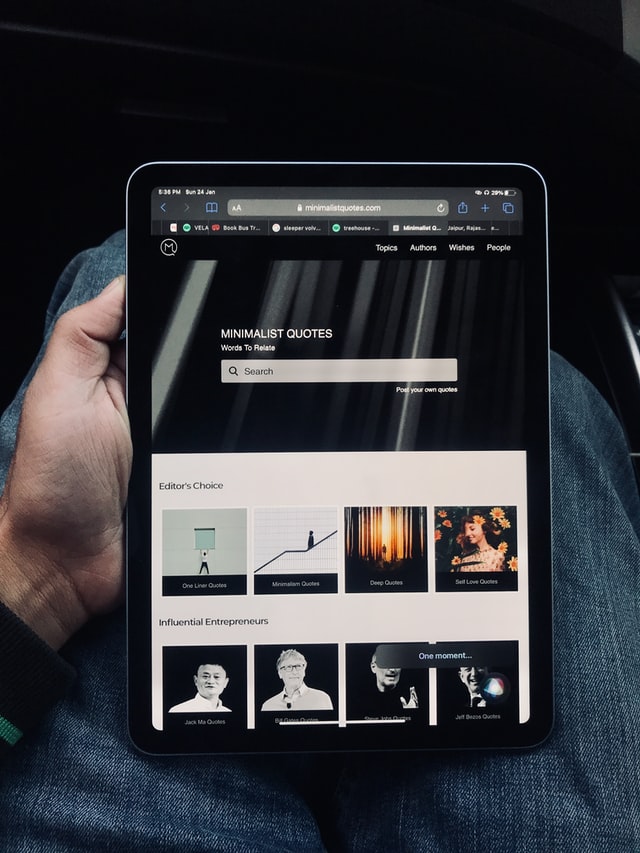 5:36 PM Sun 24 Jan 29%
AA minimalistquotes.com
VELA Book Bus Tr... sleeper volv... treehouse -... Minimalist Q... Jaipur, Rajas...
M Topics Authors Wishes People
MINIMALIST QUOTES
Words To Relate
Search
Post your own quotes
Editor's Choice
One Liner Quotes Minimalism Quotes Deep Quotes Self Love Quotes
Influential Entrepreneurs
One moment...
Jack Ma Quotes Bill Gates Quotes Steve Jobs Quotes Jeff Bezos Quotes